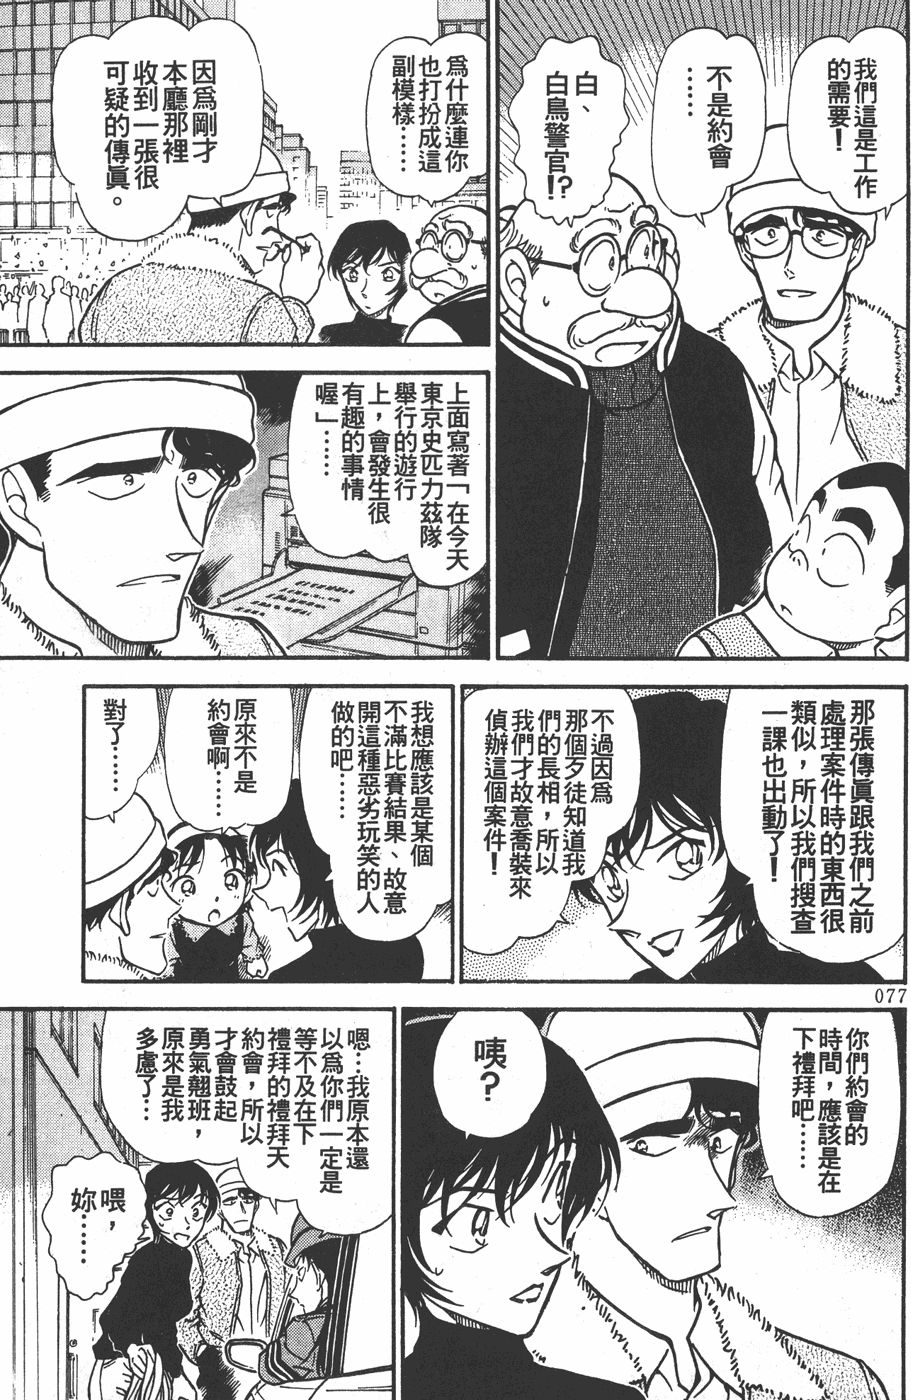 我們這是工作
的需要！
不是約會
……
白、
白鳥警官!?
為什麼連你
也打扮成這
副模樣……
因為剛才
本廳那裡
收到一張很
可疑的傳真。
上面寫著「在今天
東京史匹力茲隊
舉行的遊行
上，會發生很
有趣的事情
喔」……
那張傳真跟我們之前
處理案件時的東西很
類似，所以我們搜查
一課也出動了！
不過因為
那個歹徒知道我
們的長相，所以
我們才故意喬裝來
偵辦這個案件！
我想應該是某個
不滿比賽結果、故意
開這種惡劣玩笑的人
做的吧……
原來不是
約會啊……
對了……
077
你們約會的
時間，應該是在
下禮拜吧……
咦？
嗯…我原本還
以為你們一定是
等不及在下
禮拜的禮拜天
約會，所以
才會鼓起
勇氣翹班，
原來是我
多慮了…
喂，
妳……